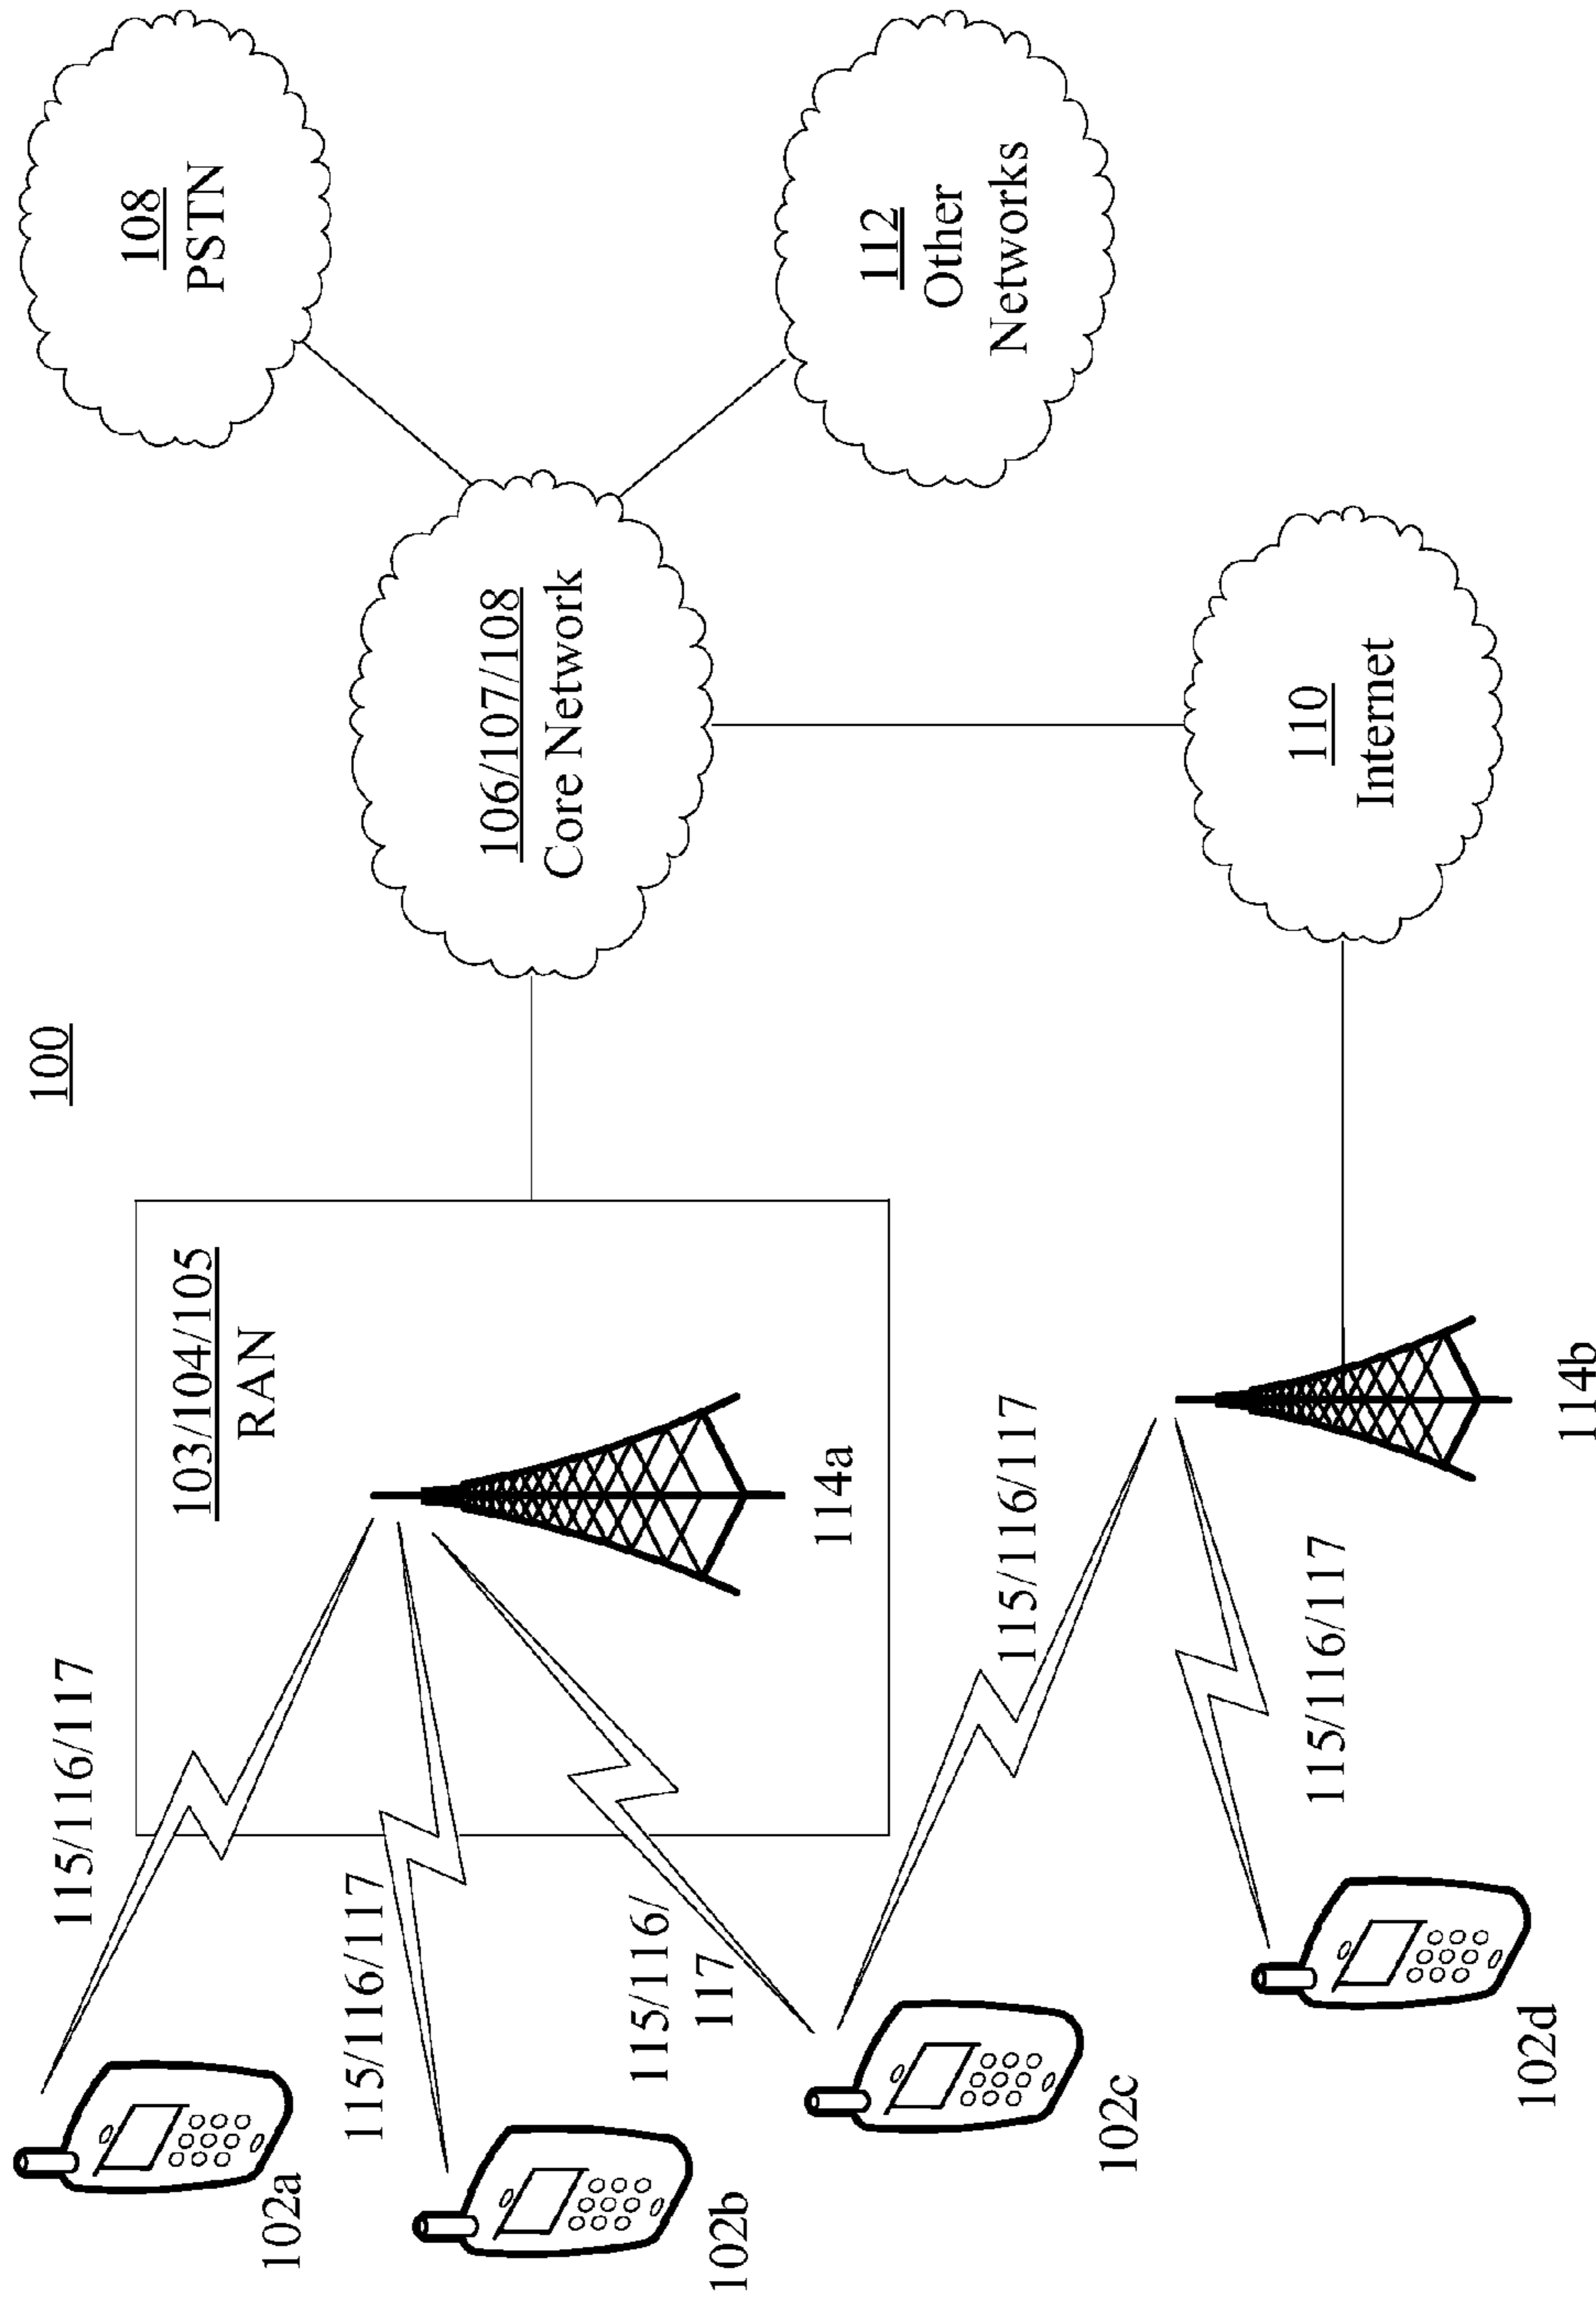 100
115/116/117
103/104/105
RAN
108
PSTN
102a
115/116/117
106/107/108
Core Network
114a
102b
115/116/
117
112
Other
Networks
115/116/117
102c
110
Internet
115/116/117
114b
102d